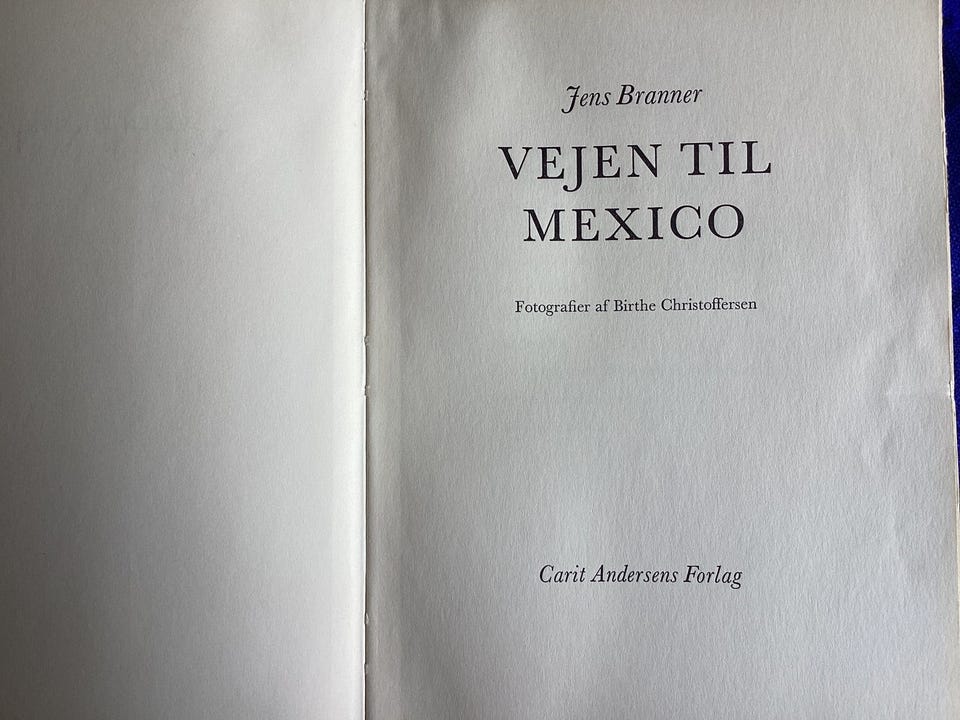 Jens Branner
VEJEN TIL
MEXICO
Fotografier af Birthe Christoffersen
Carit Andersens Forlag